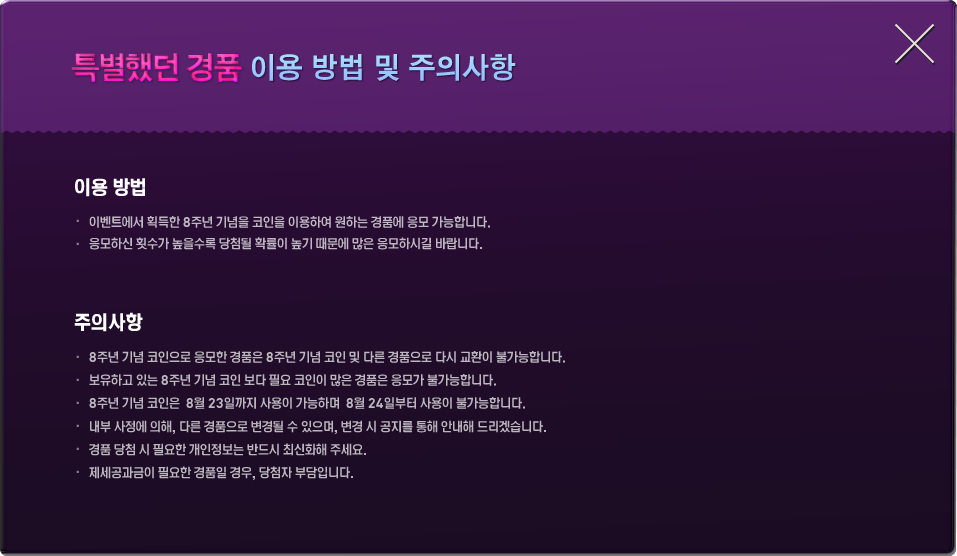 특별했던 경품 이용 방법 및 주의사항
이용 방법
· 이벤트에서 획득한 8주년 기념을 코인을 이용하여 원하는 경품에 응모 가능합니다.
· 응모하신 횟수가 높을수록 당첨될 확률이 높기 때문에 많은 응모하시길 바랍니다.
주의사항
· 8주년 기념 코인으로 응모한 경품은 8주년 기념 코인 및 다른 경품으로 다시 교환이 불가능합니다.
· 보유하고 있는 8주년 기념 코인 보다 필요 코인이 많은 경품은 응모가 불가능합니다.
· 8주년 기념 코인은 8월 23일까지 사용이 가능하며 8월 24일부터 사용이 불가능합니다.
· 내부 사정에 의해, 다른 경품으로 변경될 수 있으며, 변경 시 공지를 통해 안내해 드리겠습니다.
· 경품 당첨 시 필요한 개인정보는 반드시 최신화해 주세요.
· 제세공과금이 필요한 경품일 경우, 당첨자 부담입니다.